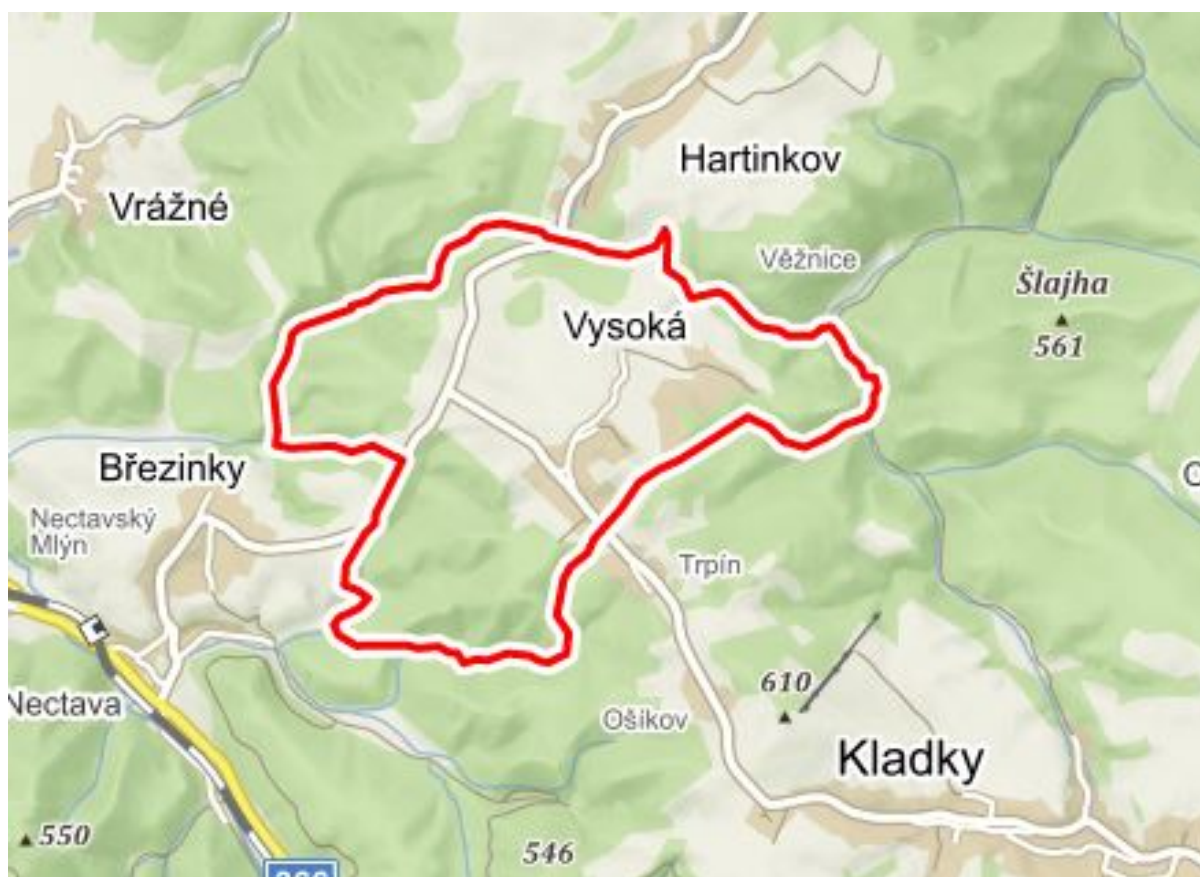 Hartinkov
Vrážné
Věžnice
Šlajha
561
Vysoká
Březinky
Nectavský
Mlýn
Trpín
610
Nectava
Ošikov
Kladky
550
546